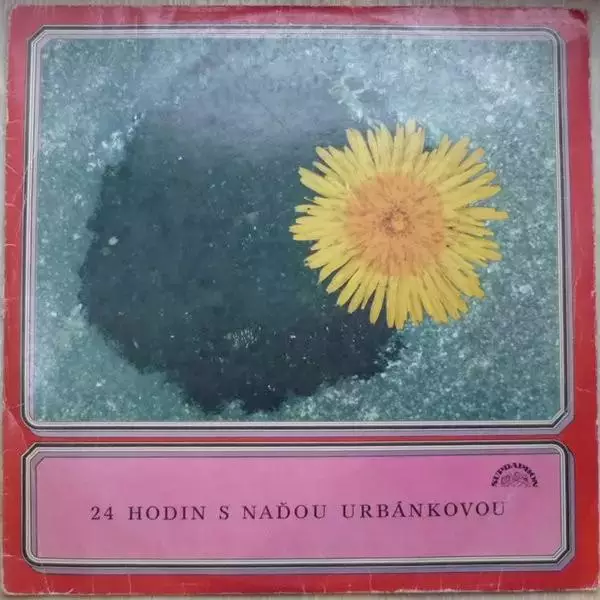 SUPRAPHON
24 HODIN S NAĎOU URBÁNKOVOU